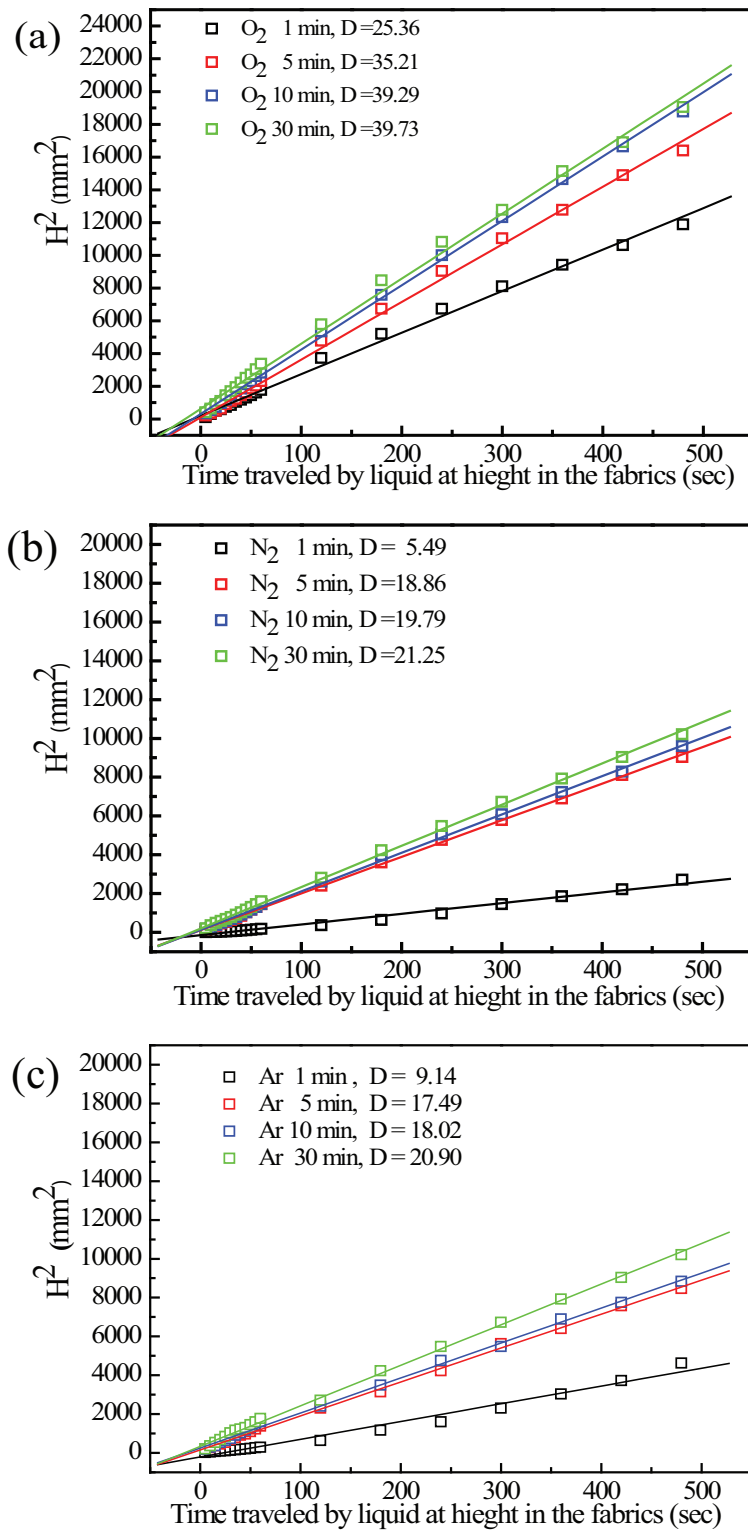 (a)
O2 1 min, D=25.36
O2 5 min, D=35.21
O2 10 min, D=39.29
O2 30 min, D=39.73
24000
22000
20000
18000
16000
14000
12000
10000
8000
6000
4000
2000
0
H2 (mm2)
0 100 200 300 400 500
Time traveled by liquid at hieght in the fabrics (sec)
(b)
N2 1 min, D= 5.49
N2 5 min, D=18.86
N2 10 min, D=19.79
N2 30 min, D=21.25
20000
18000
16000
14000
12000
10000
8000
6000
4000
2000
0
H2 (mm2)
0 100 200 300 400 500
Time traveled by liquid at hieght in the fabrics (sec)
(c)
Ar 1 min , D= 9.14
Ar 5 min, D=17.49
Ar 10 min, D=18.02
Ar 30 min, D=20.90
20000
18000
16000
14000
12000
10000
8000
6000
4000
2000
0
H2 (mm2)
0 100 200 300 400 500
Time traveled by liquid at hieght in the fabrics (sec)